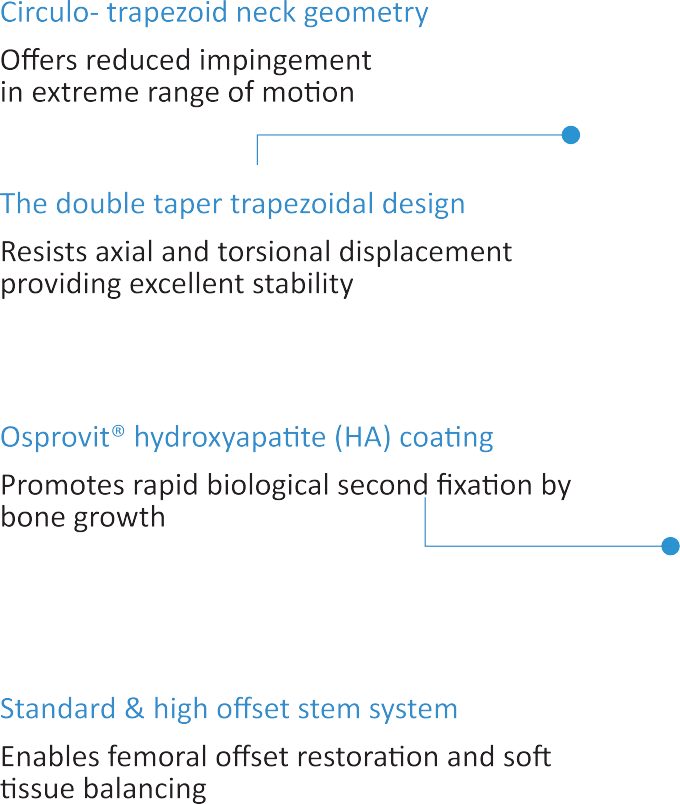 Circulo- trapezoid neck geometry
Offers reduced impingement
in extreme range of motion
The double taper trapezoidal design
Resists axial and torsional displacement
providing excellent stability
Osprovit® hydroxyapatite (HA) coating
Promotes rapid biological second fixation by
bone growth
Standard & high offset stem system
Enables femoral offset restoration and soft
tissue balancing